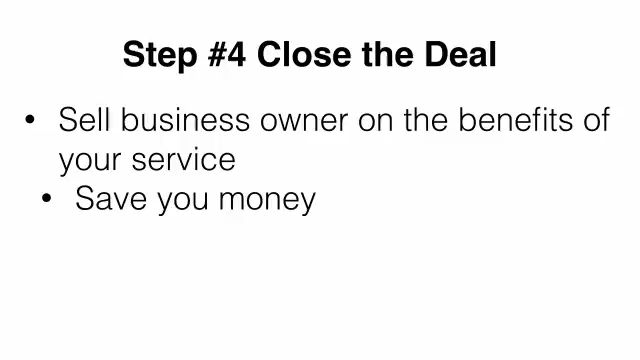 Step #4 Close the Deal
• Sell business owner on the benefits of
your service
• Save you money